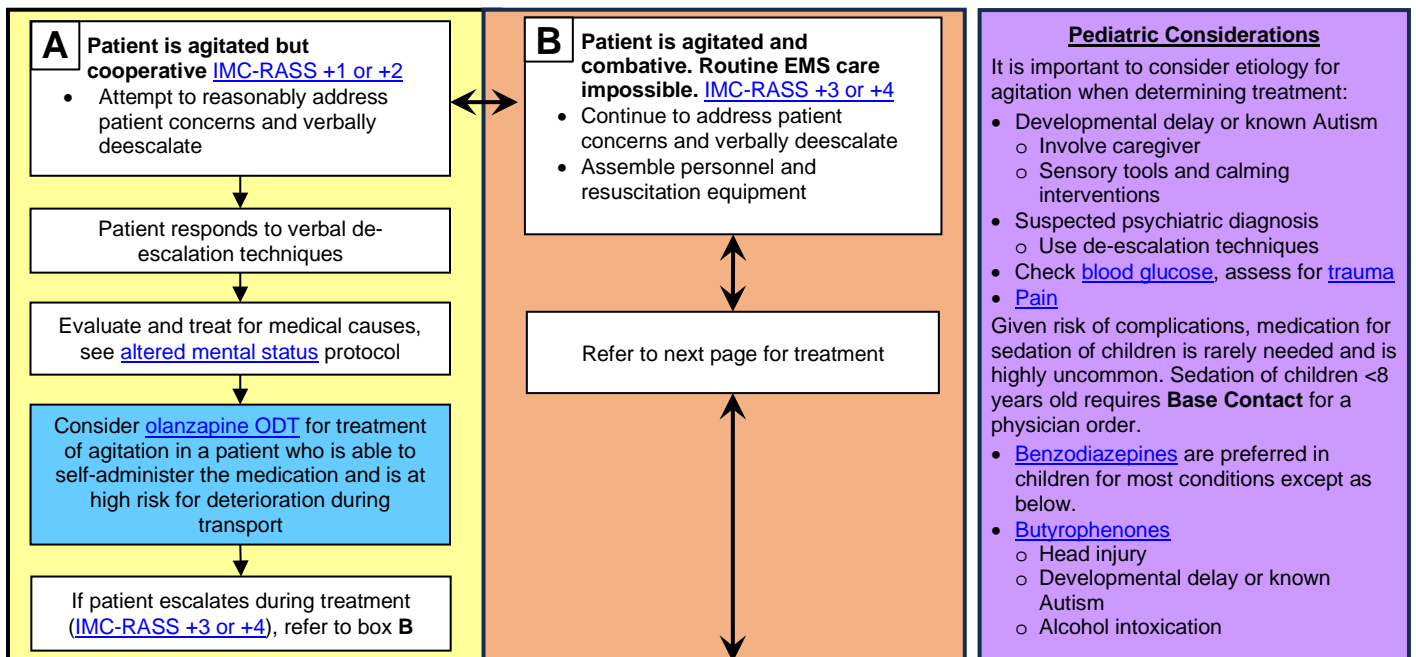 A
Patient is agitated but
cooperative IMC-RASS +1 or +2
• Attempt to reasonably address
patient concerns and verbally
deescalate
Patient responds to verbal de-
escalation techniques
Evaluate and treat for medical causes,
see altered mental status protocol
Consider olanzapine ODT for treatment
of agitation in a patient who is able to
self-administer the medication and is at
high risk for deterioration during
transport
If patient escalates during treatment
(IMC-RASS +3 or +4), refer to box B
B
Patient is agitated and
combative. Routine EMS care
impossible. IMC-RASS +3 or +4
• Continue to address patient
concerns and verbally deescalate
• Assemble personnel and
resuscitation equipment
Refer to next page for treatment
Pediatric Considerations
It is important to consider etiology for
agitation when determining treatment:
• Developmental delay or known Autism
o Involve caregiver
o Sensory tools and calming
interventions
• Suspected psychiatric diagnosis
o Use de-escalation techniques
• Check blood glucose, assess for trauma
• Pain
Given risk of complications, medication for
sedation of children is rarely needed and is
highly uncommon. Sedation of children <8
years old requires Base Contact for a
physician order.
• Benzodiazepines are preferred in
children for most conditions except as
below.
• Butyrophenones
o Head injury
o Developmental delay or known
Autism
o Alcohol intoxication